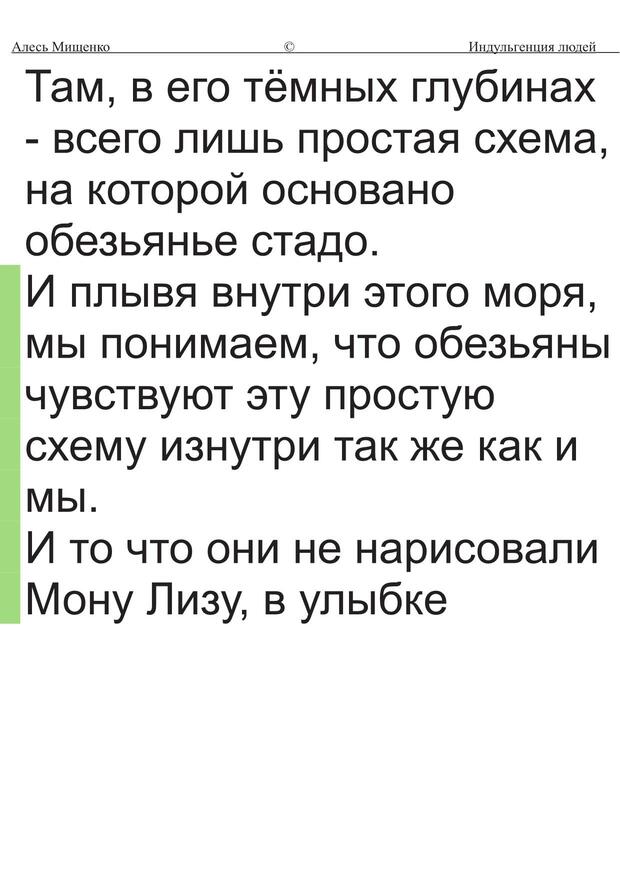 Алесь Мищенко © Индульгенция людей
Там, в его тёмных глубинах
- всего лишь простая схема,
на которой основано
обезьянье стадо.
И плывя внутри этого моря,
мы понимаем, что обезьяны
чувствуют эту простую
схему изнутри так же как и
мы.
И то что они не нарисовали
Мону Лизу, в улыбке